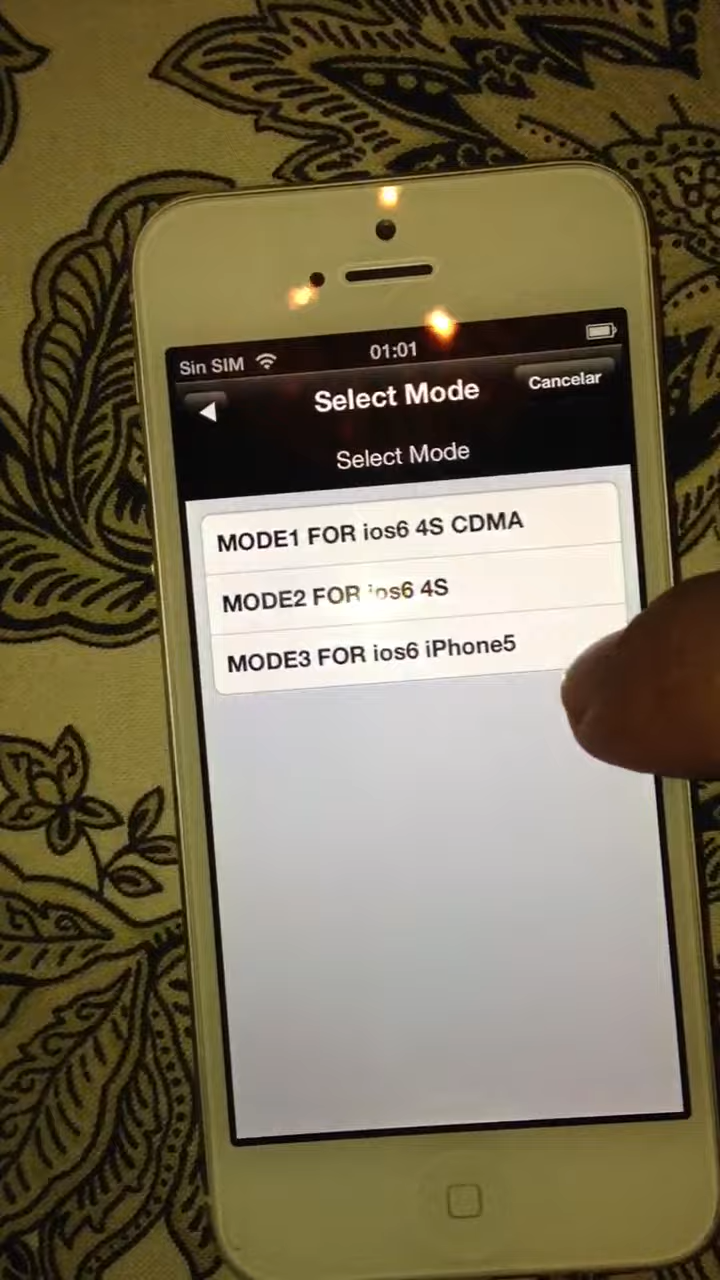 Sin SIM
01:01
Select Mode
Cancelar
Select Mode
MODE1 FOR ios6 4S CDMA
MODE2 FOR ios6 4S
MODE3 FOR ios6 iPhone5